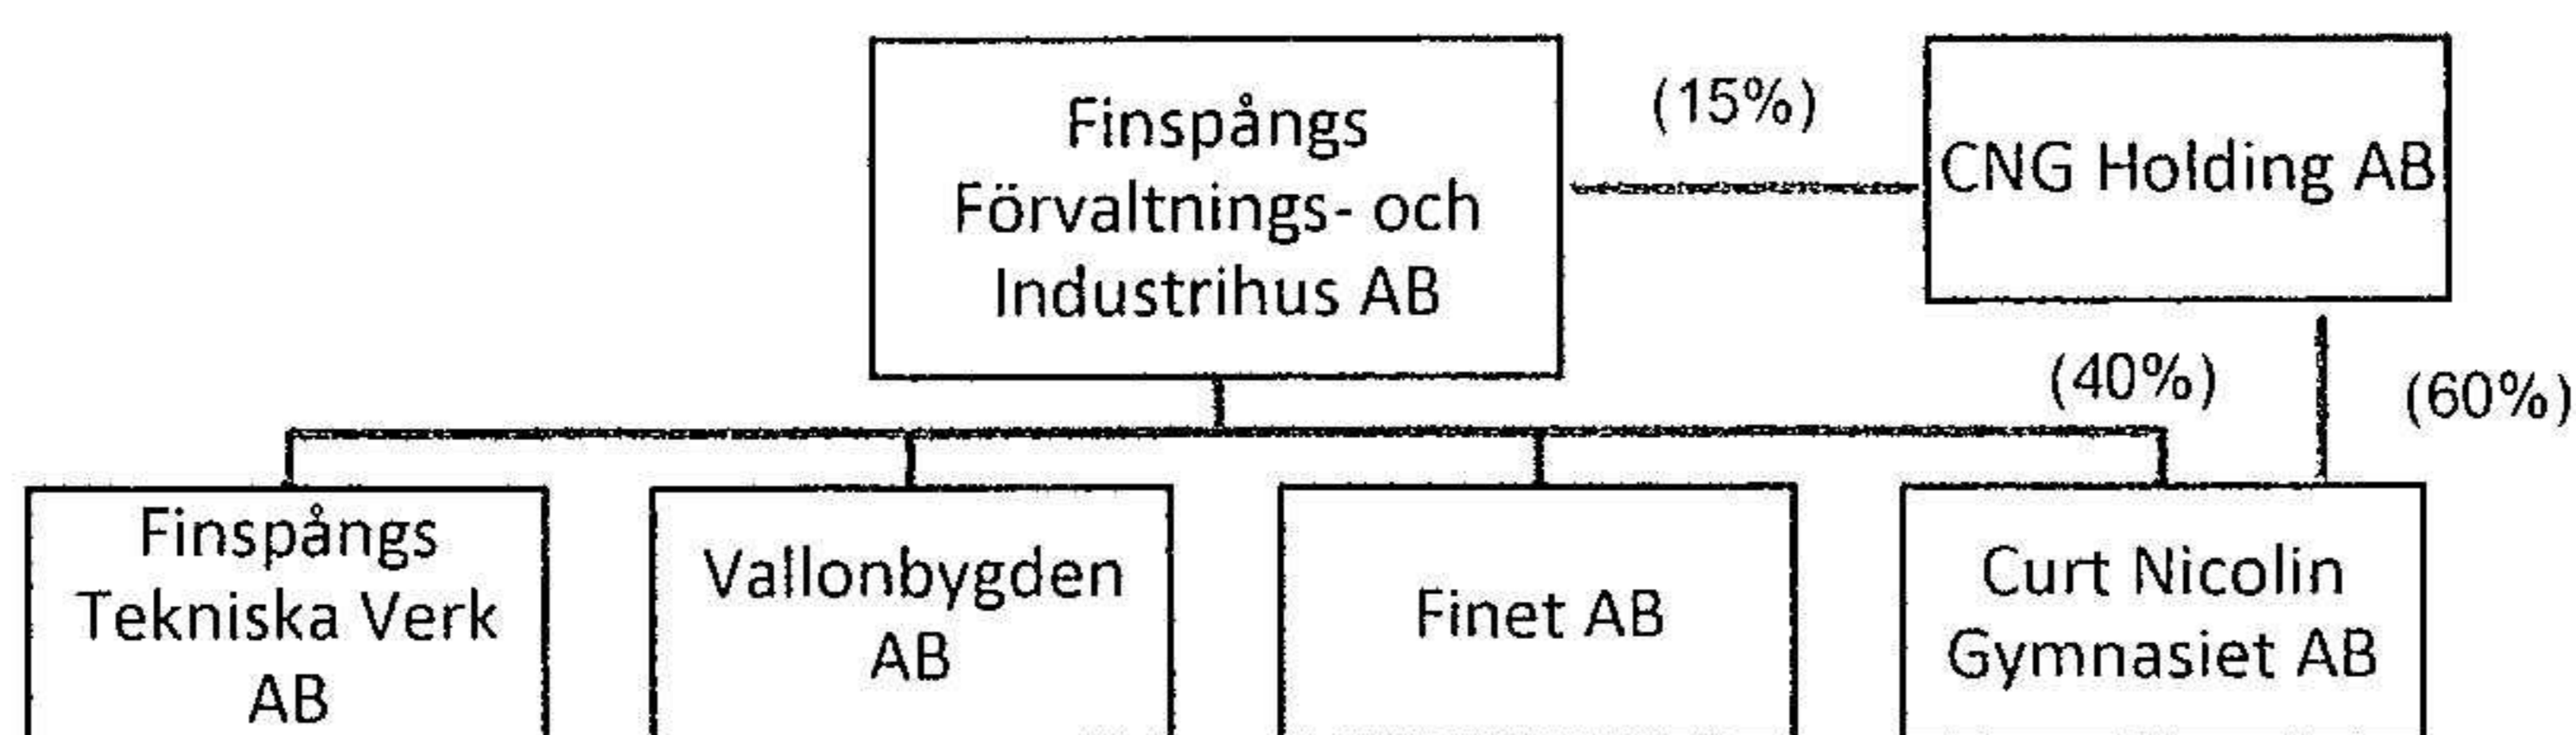 Finspångs
Förvaltnings- och
Industrihus AB
(15%)
CNG Holding AB
(40%)
(60%)
Finspångs
Tekniska Verk
AB
Vallonbygden
AB
Finet AB
Curt Nicolin
Gymnasiet AB